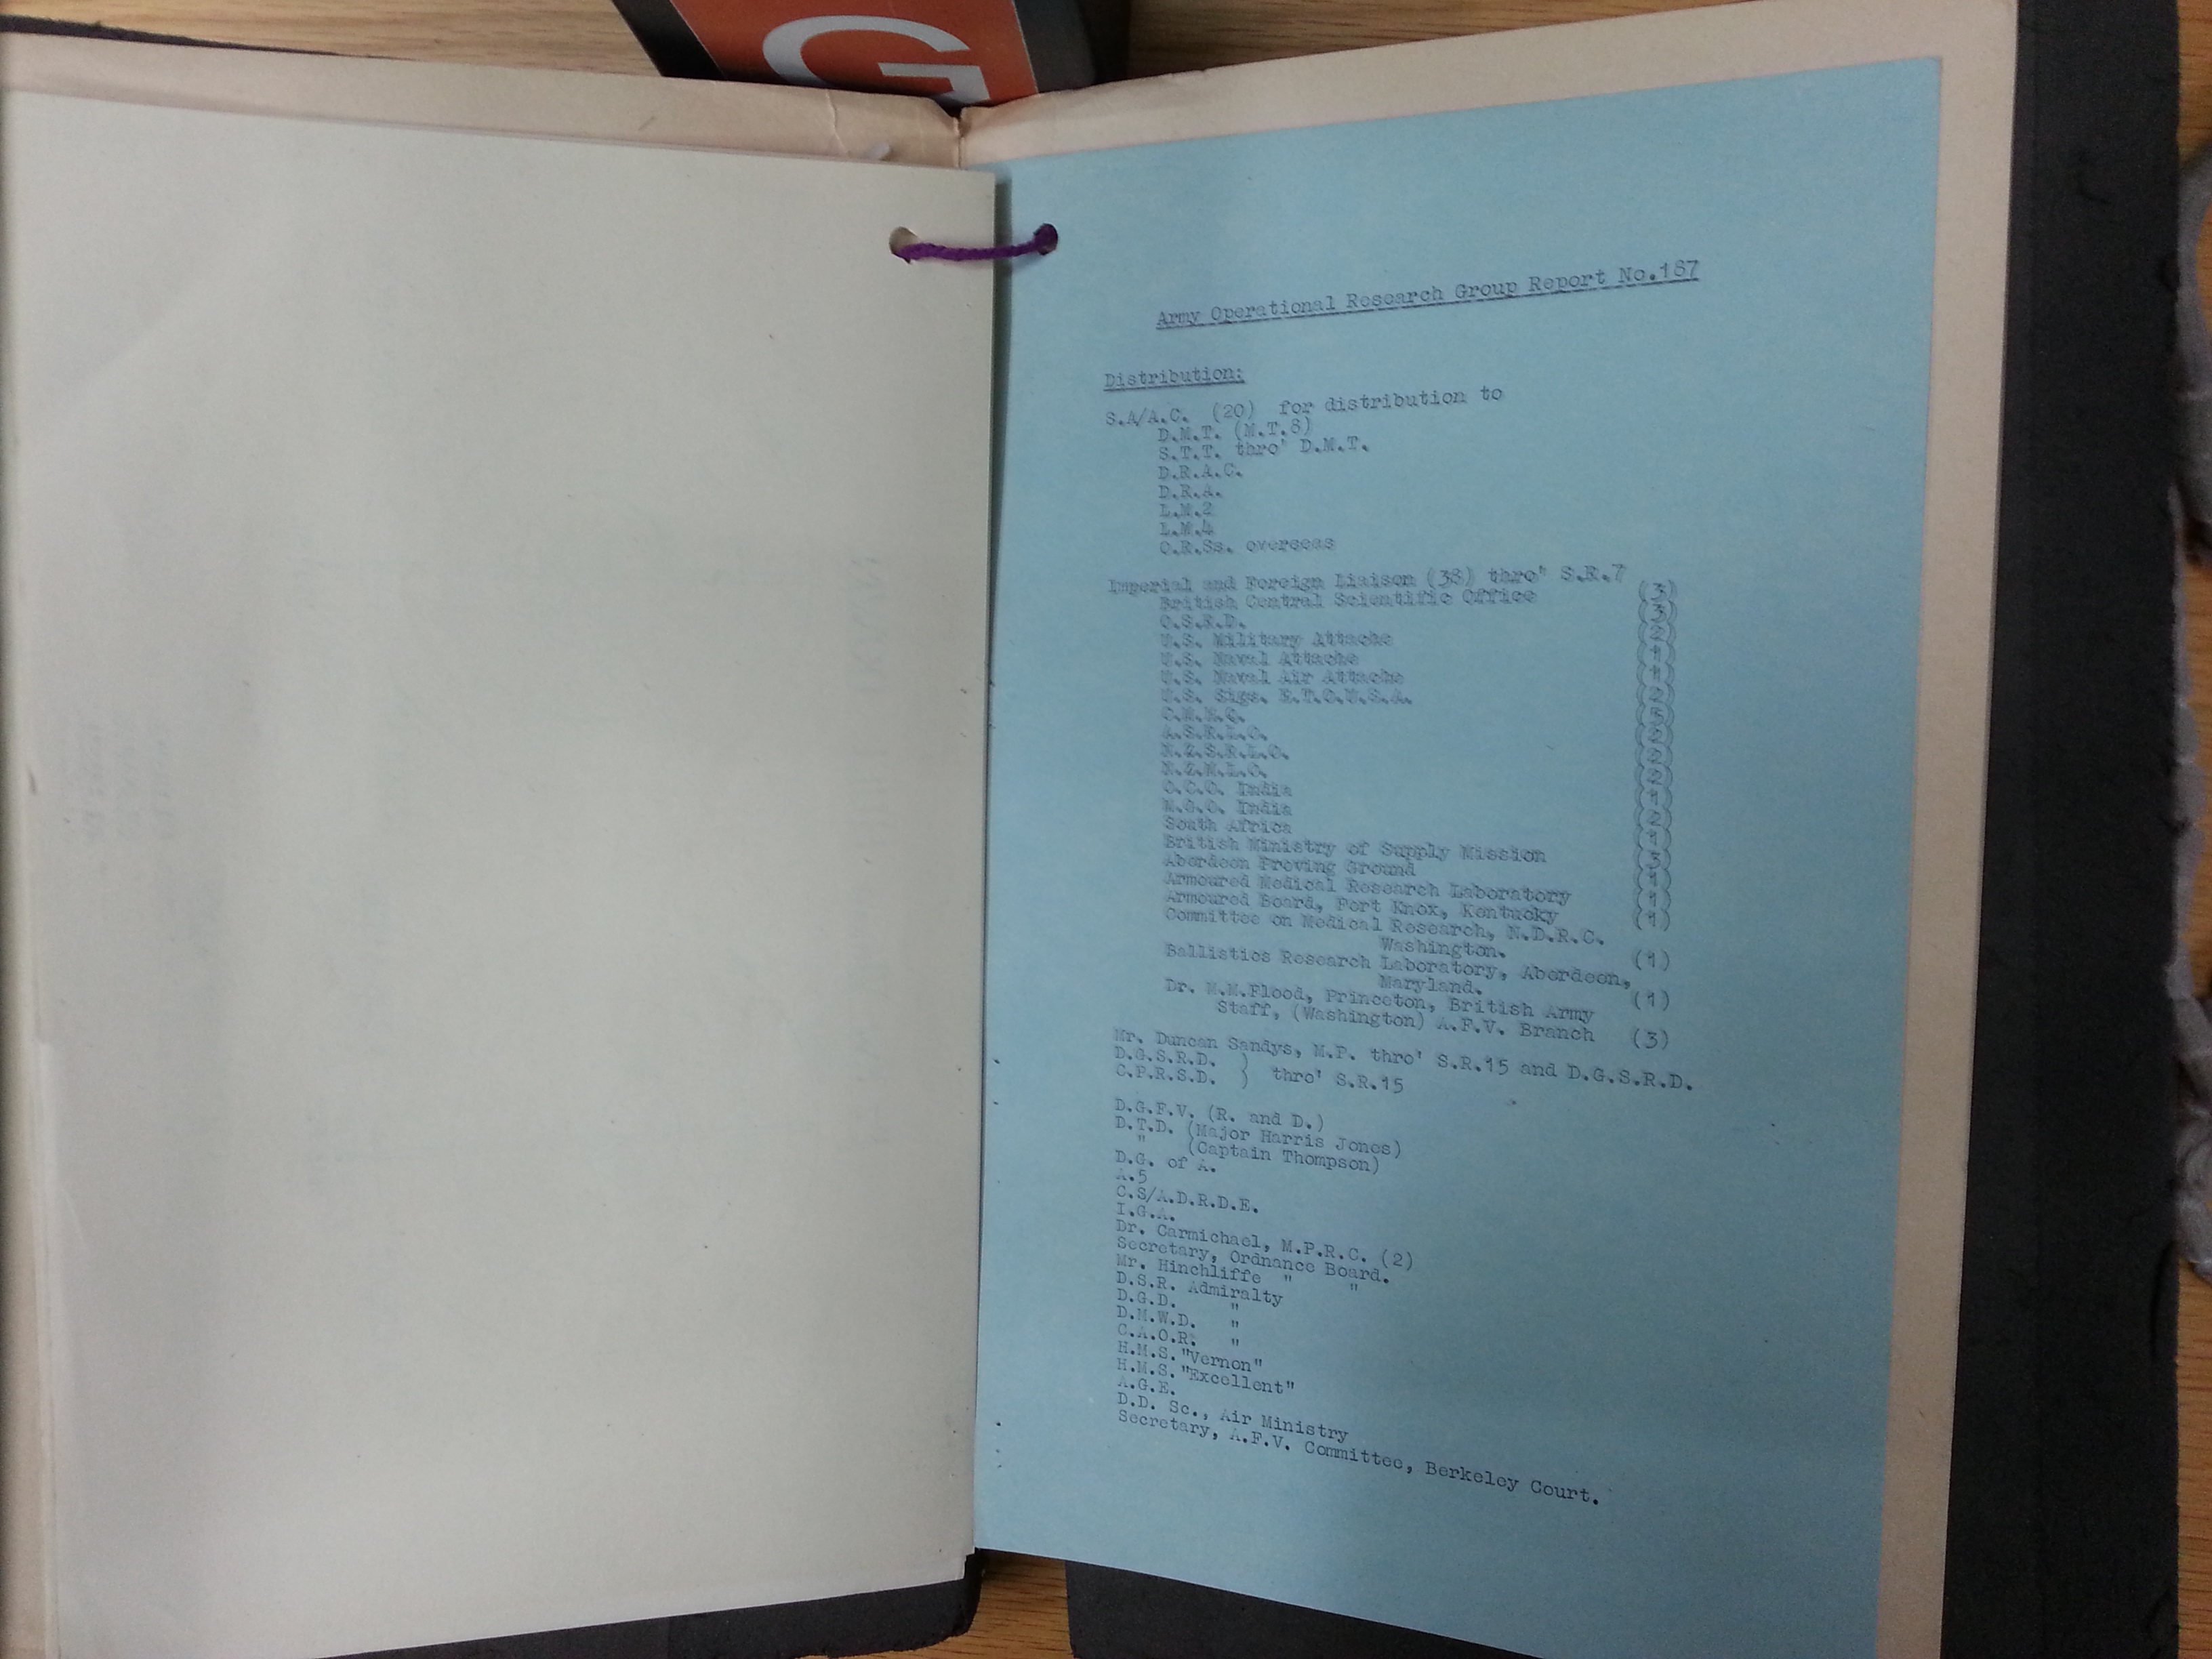 G
Army Operational Research Group Report No.187
Distribution:
S.A/A.C. (20) for distribution to
D.M.T. (M.T.8)
S.T.T. thro' D.M.T.
D.R.A.C.
D.R.A.
L.M.2
L.M.4
O.R.Ss. overseas
Imperial and Foreign Liaison (38) thro' S.R.7
British Central Scientific Office (3)
O.S.R.D. (3)
U.S. Military Attache (2)
U.S. Naval Attache (1)
U.S. Naval Air Attache (1)
U.S. Sigs. E.T.O.U.S.A. (2)
C.M.H.Q. (5)
A.S.R.L.O. (2)
N.Z.S.R.L.O. (2)
N.Z.M.L.O. (2)
C.C.O. India (1)
M.G.O. India (2)
South Africa (1)
British Ministry of Supply Mission (3)
Aberdeen Proving Ground (1)
Armoured Medical Research Laboratory (1)
Armoured Board, Fort Knox, Kentucky (1)
Committee on Medical Research, N.D.R.C.
Washington. (1)
Ballistics Research Laboratory, Aberdeen,
Maryland. (1)
Dr. M.M.Flood, Princeton, British Army
Staff, (Washington) A.F.V. Branch (3)
Mr. Duncan Sandys, M.P. thro' S.R.15 and D.G.S.R.D.
D.G.S.R.D. } thro' S.R.15
C.P.R.S.D. }
D.G.F.V. (R. and D.)
D.T.D. (Major Harris Jones)
" (Captain Thompson)
D.G. of A.
A.5
C.S/A.D.R.D.E.
I.G.A.
Dr. Carmichael, M.P.R.C. (2)
Secretary, Ordnance Board.
Mr. Hinchliffe " "
D.S.R. Admiralty
D.G.D. "
D.M.W.D. "
C.A.O.R. "
H.M.S. "Vernon"
H.M.S. "Excellent"
A.G.E.
D.D. Sc., Air Ministry
Secretary, A.F.V. Committee, Berkeley Court.